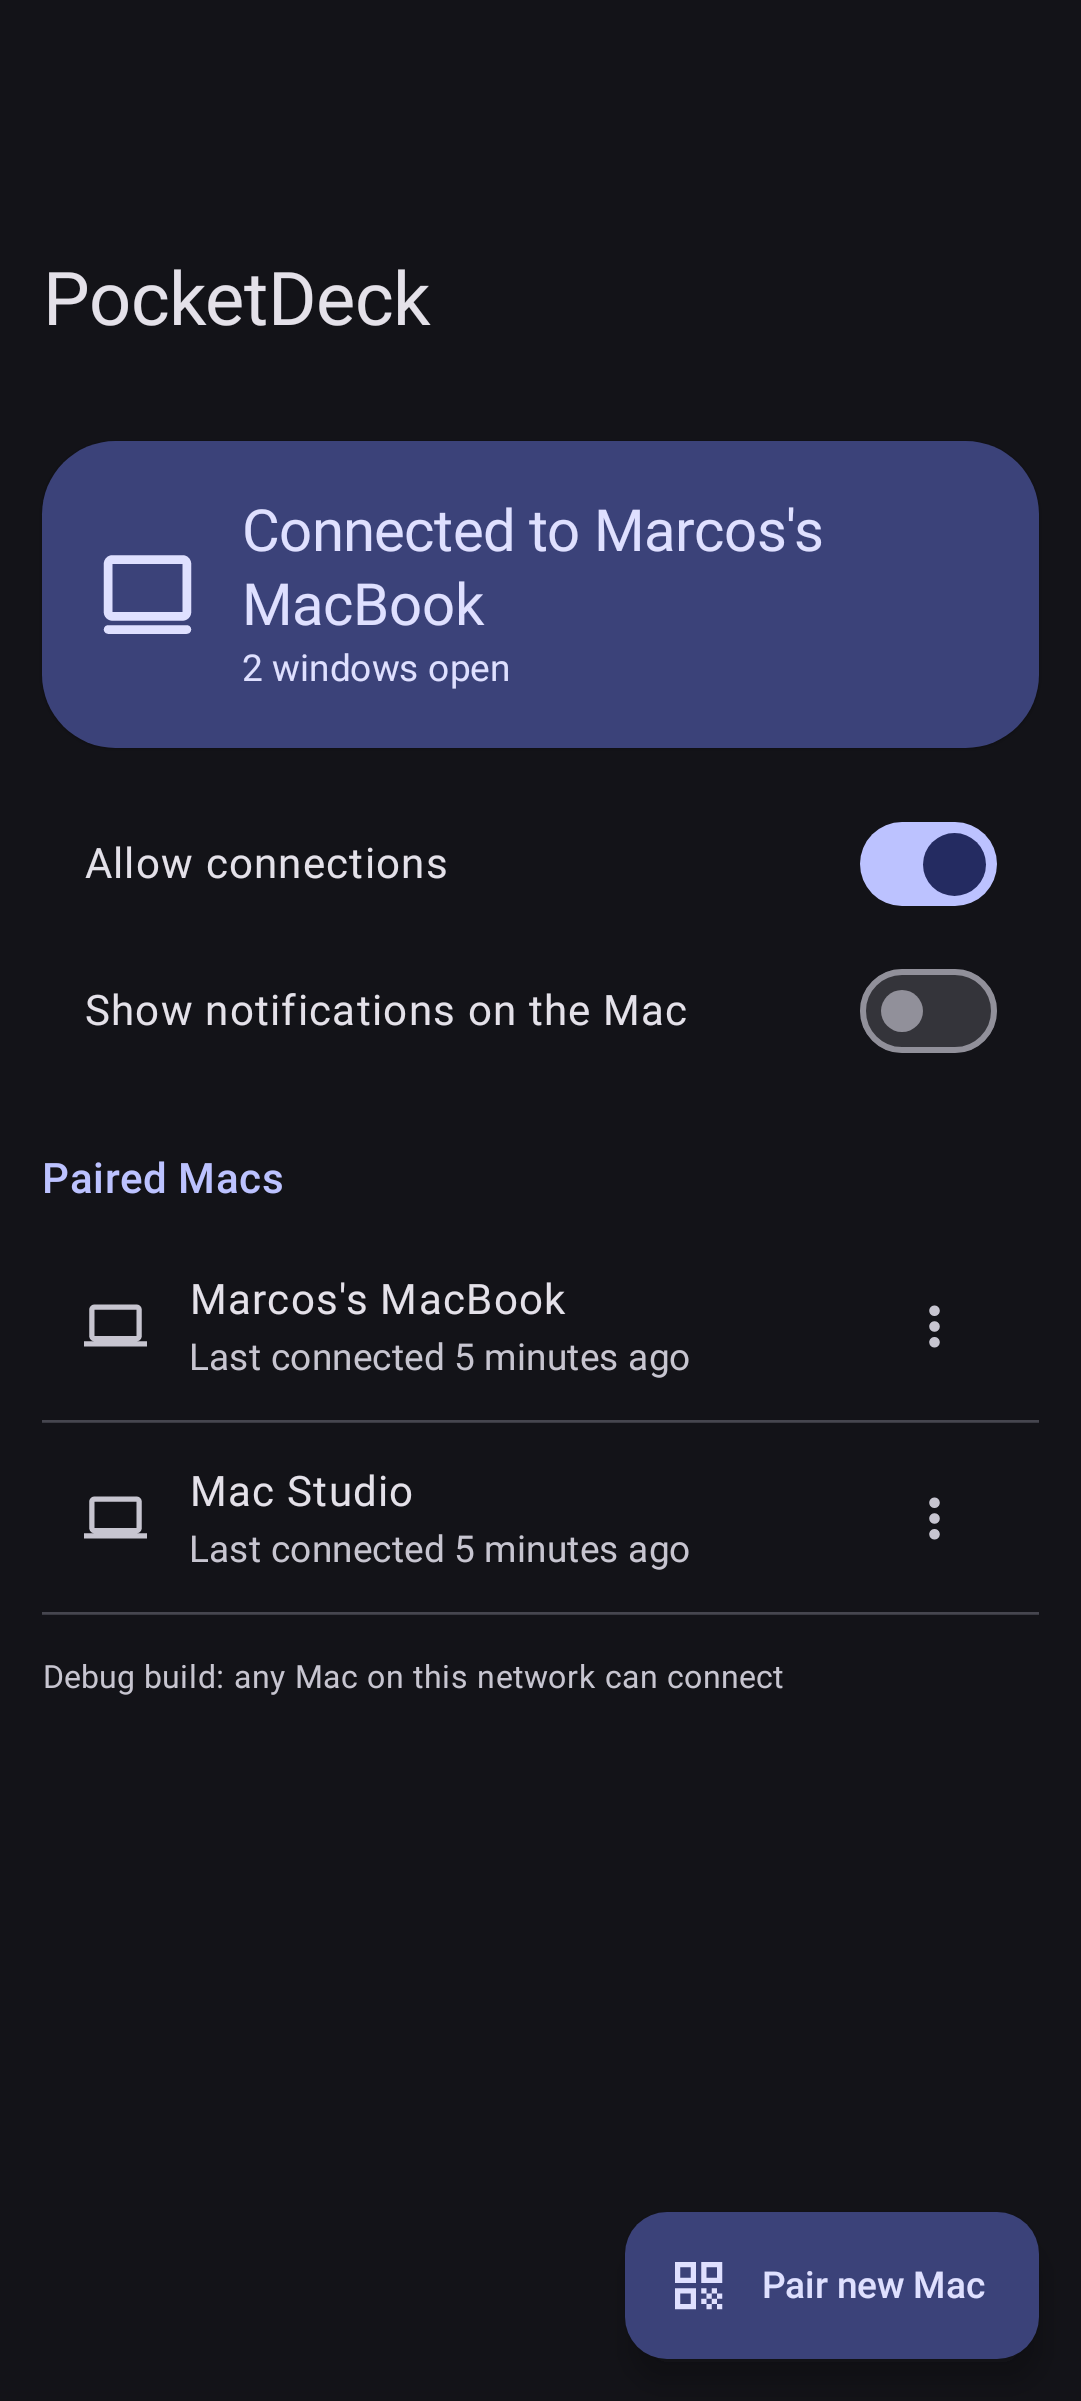 PocketDeck
Connected to Marcos's
MacBook
2 windows open
Allow connections
Show notifications on the Mac
Paired Macs
Marcos's MacBook
Last connected 5 minutes ago
Mac Studio
Last connected 5 minutes ago
Debug build: any Mac on this network can connect
Pair new Mac